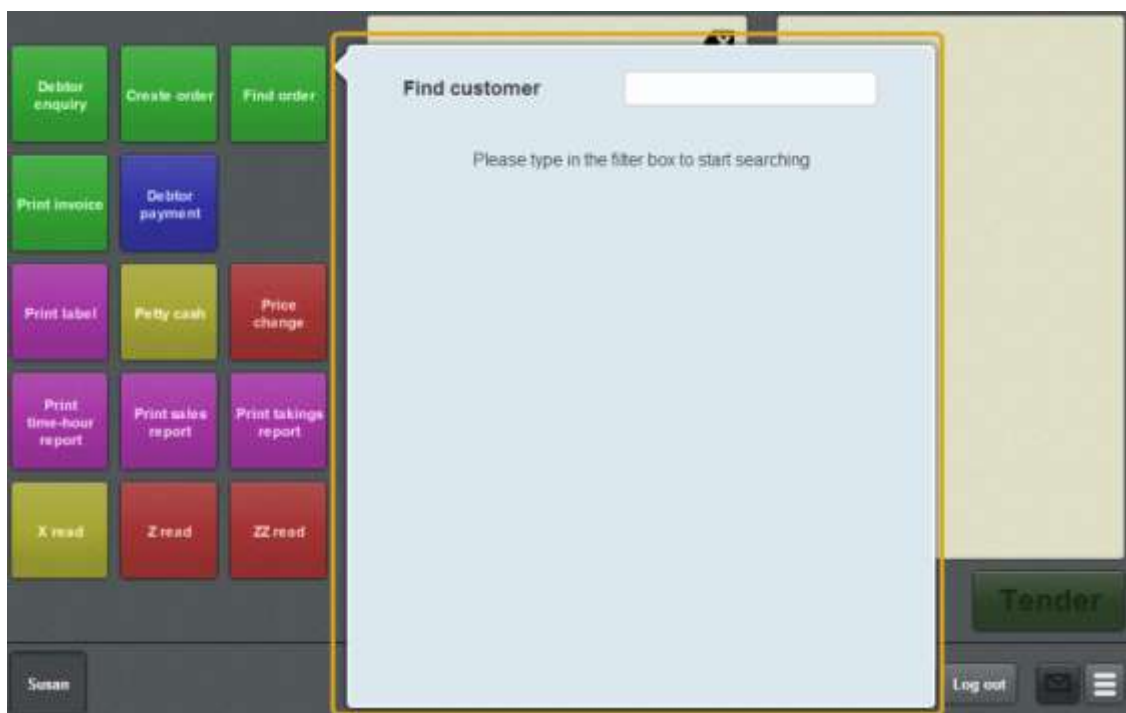 Debtor
enquiry
Create order
Find order
Find customer
Please type in the filter box to start searching
Print invoice
Debtor
payment
Print label
Petty cash
Price
change
Print
time-hour
report
Print sales
report
Print takings
report
X read
Z read
ZZ read
Tender
Susan
Log out